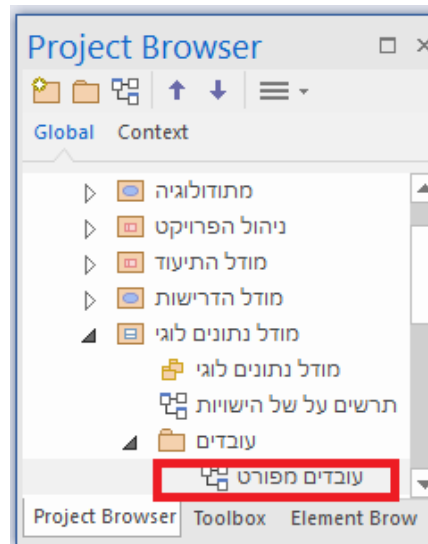 Project Browser
Global Context
מתודולוגיה
ניהול הפרויקט
מודל התיעוד
מודל הדרישות
מודל נתונים לוגי
מודל נתונים לוגי
תרשים על של הישויות
עובדים
עובדים מפורט
Project Browser Toolbox Element Brow